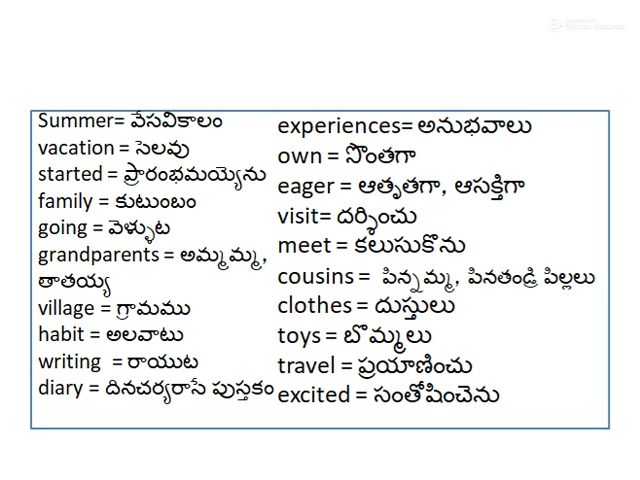 Summer= వేసవికాలం
vacation = సెలవు
started = ప్రారంభమయ్యెను
family = కుటుంబం
going = వెళ్ళుట
grandparents = అమ్మమ్మ,
తాతయ్య
village = గ్రామము
habit = అలవాటు
writing = రాయుట
diary = దినచర్యరాసే పుస్తకం
experiences= అనుభవాలు
own = సొంతగా
eager = ఆతృతగా, ఆసక్తిగా
visit= దర్శించు
meet = కలుసుకొను
cousins = పిన్నమ్మ, పినతండ్రి పిల్లలు
clothes = దుస్తులు
toys = బొమ్మలు
travel = ప్రయాణించు
excited = సంతోషించెను